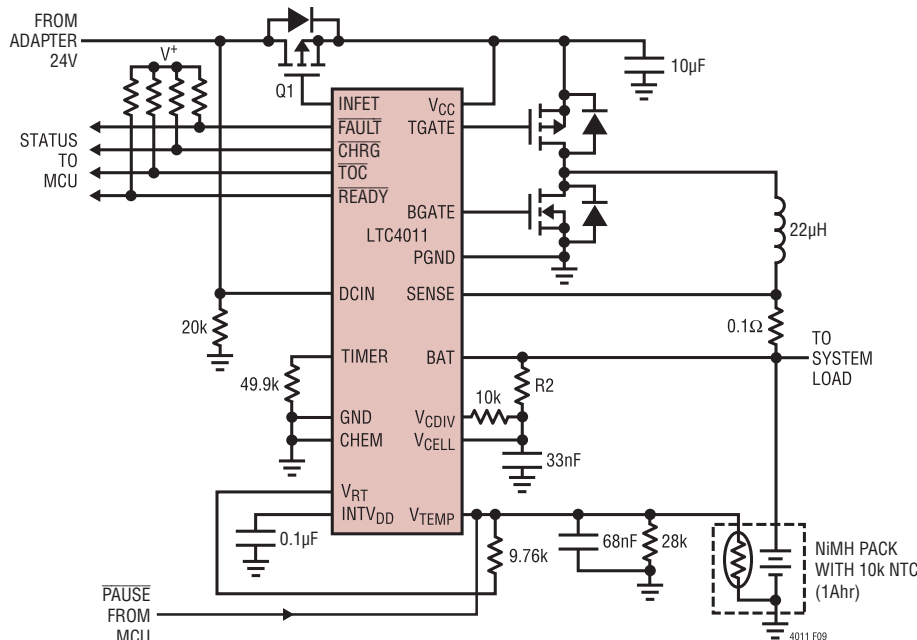 FROM
ADAPTER
24V
V+
Q1
10µF
INFET
VCC
FAULT
TGATE
STATUS
TO
MCU
CHRG
TOC
READY
BGATE
LTC4011
PGND
22µH
DCIN
SENSE
20k
0.1Ω
TIMER
BAT
TO
SYSTEM
LOAD
49.9k
R2
10k
GND
VCDIV
CHEM
VCELL
33nF
VRT
INTVDD
VTEMP
0.1µF
9.76k
68nF
28k
NiMH PACK
WITH 10k NTC
(1Ahr)
PAUSE
FROM
MCU
4011 F09